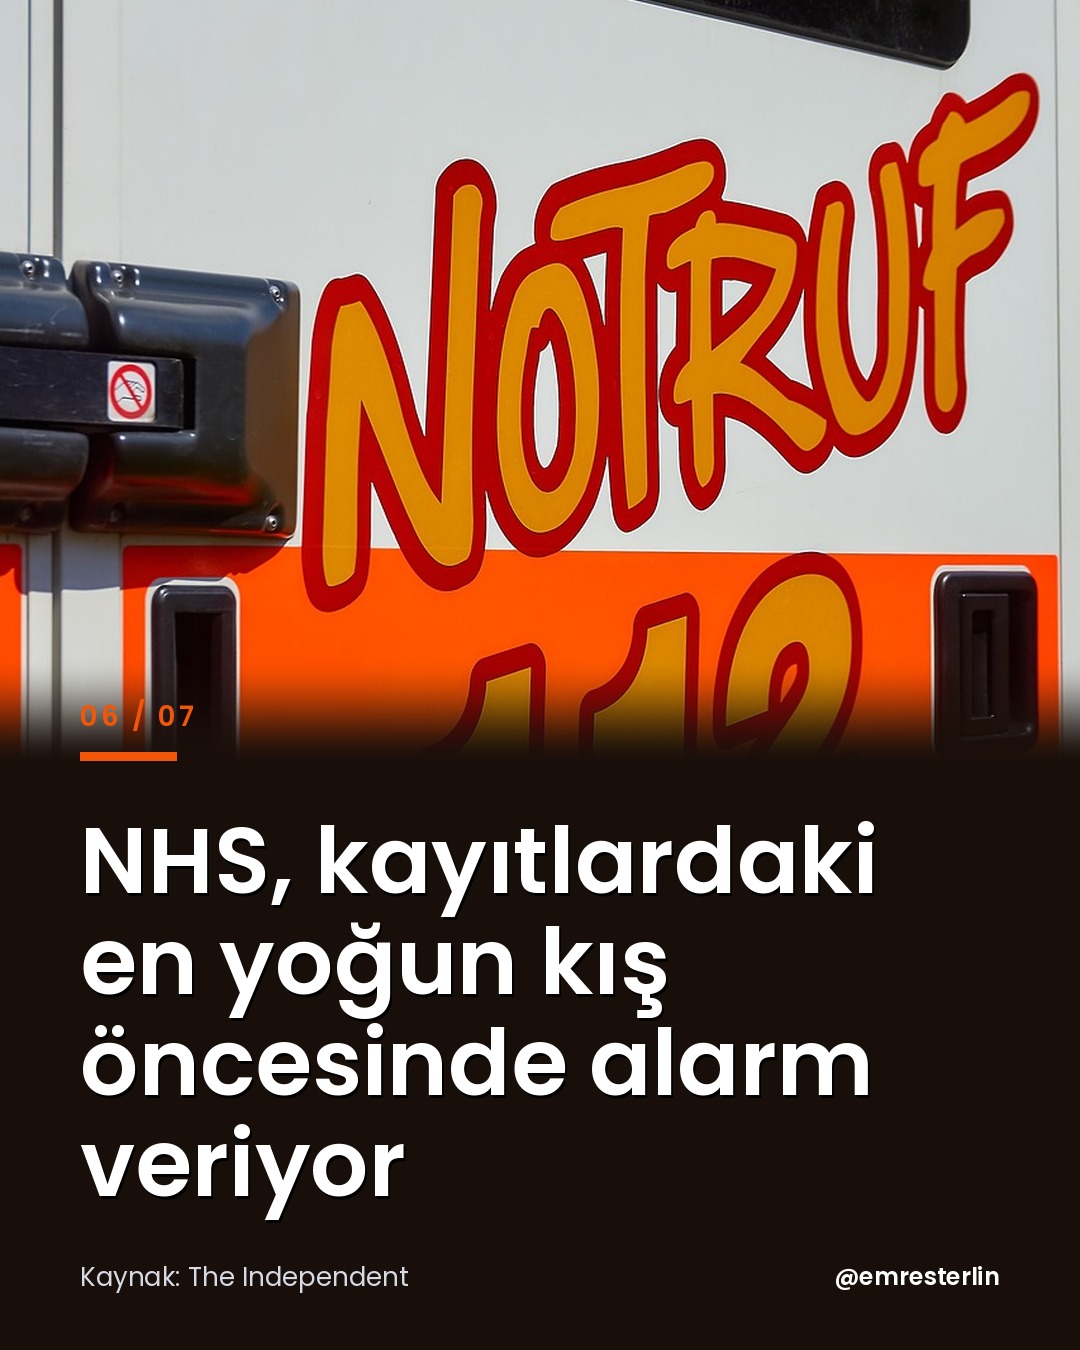 NOTRUF
112
06 / 07
NHS, kayıtlardaki
en yoğun kış
öncesinde alarm
veriyor
Kaynak: The Independent
@emresterlin